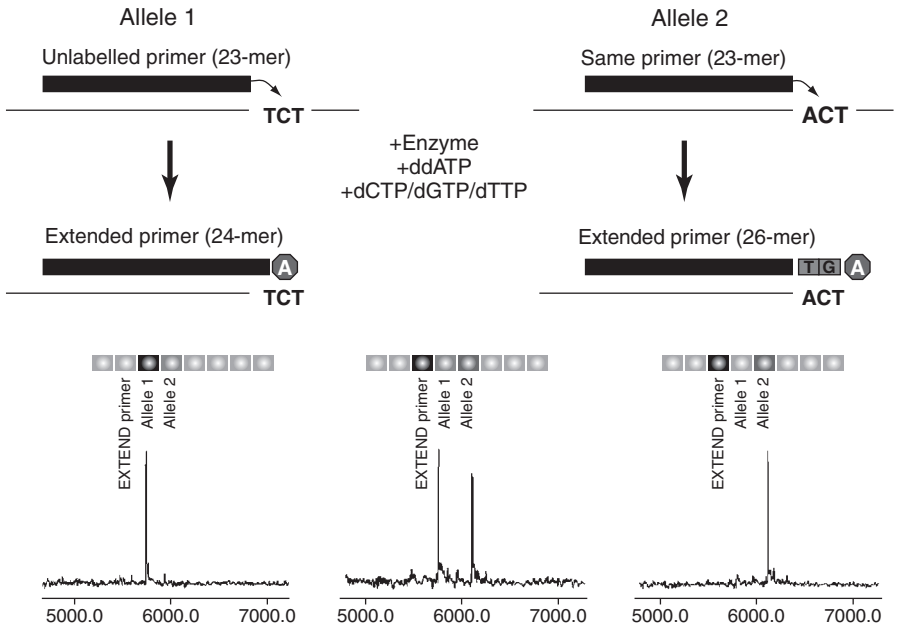 Allele 1
Allele 2
Unlabelled primer (23-mer)
Same primer (23-mer)
TCT
ACT
+Enzyme
+ddATP
+dCTP/dGTP/dTTP
Extended primer (24-mer)
Extended primer (26-mer)
A
T G A
TCT
ACT
EXTEND primer
Allele 1
Allele 2
EXTEND primer
Allele 1
Allele 2
EXTEND primer
Allele 1
Allele 2
5000.0 6000.0 7000.0
5000.0 6000.0 7000.0
5000.0 6000.0 7000.0